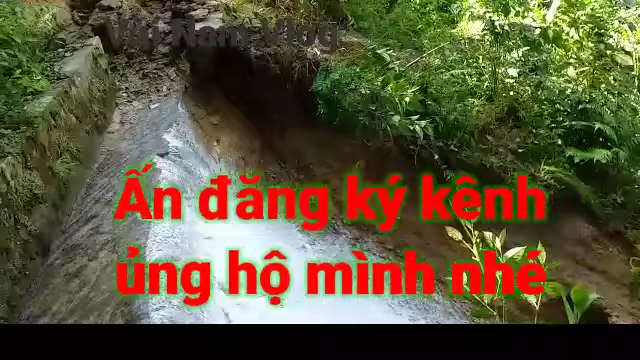 Việt Nam Vlog
Ấn đăng ký kênh
ủng hộ mình nhé